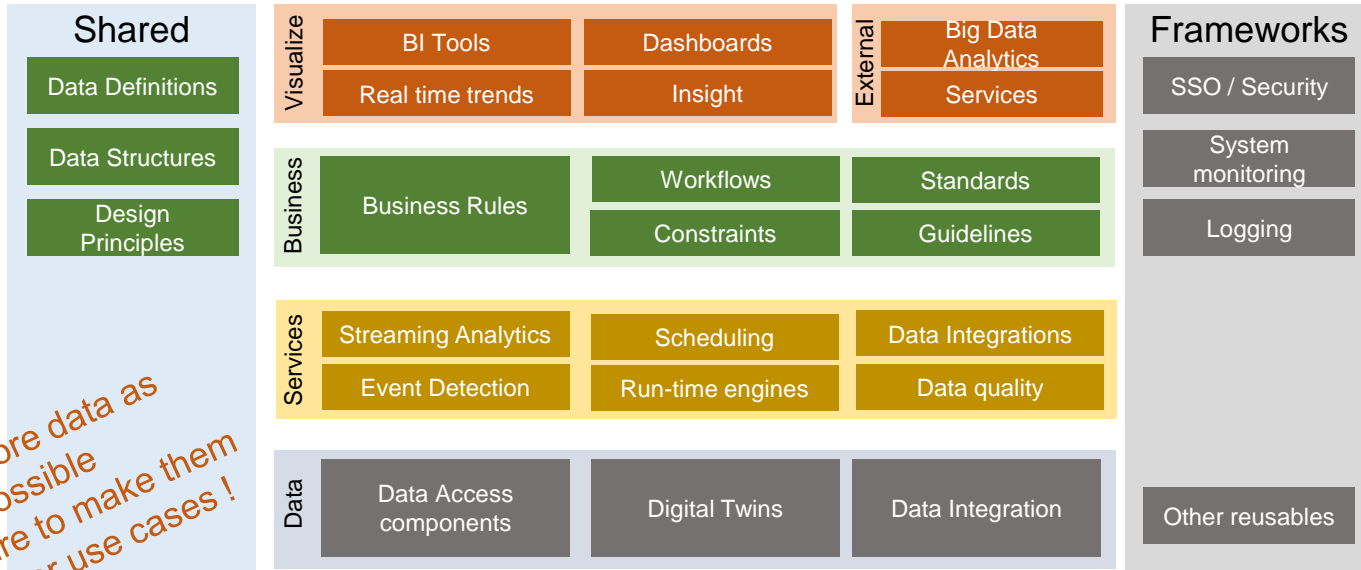 Shared
Data Definitions
Data Structures
Design
Principles
ore data as
ossible
re to make them
r use cases !
Visualize
BI Tools
Dashboards
Real time trends
Insight
External
Big Data
Analytics
Services
Business
Business Rules
Workflows
Standards
Constraints
Guidelines
Services
Streaming Analytics
Scheduling
Data Integrations
Event Detection
Run-time engines
Data quality
Data
Data Access
components
Digital Twins
Data Integration
Frameworks
SSO / Security
System
monitoring
Logging
Other reusables